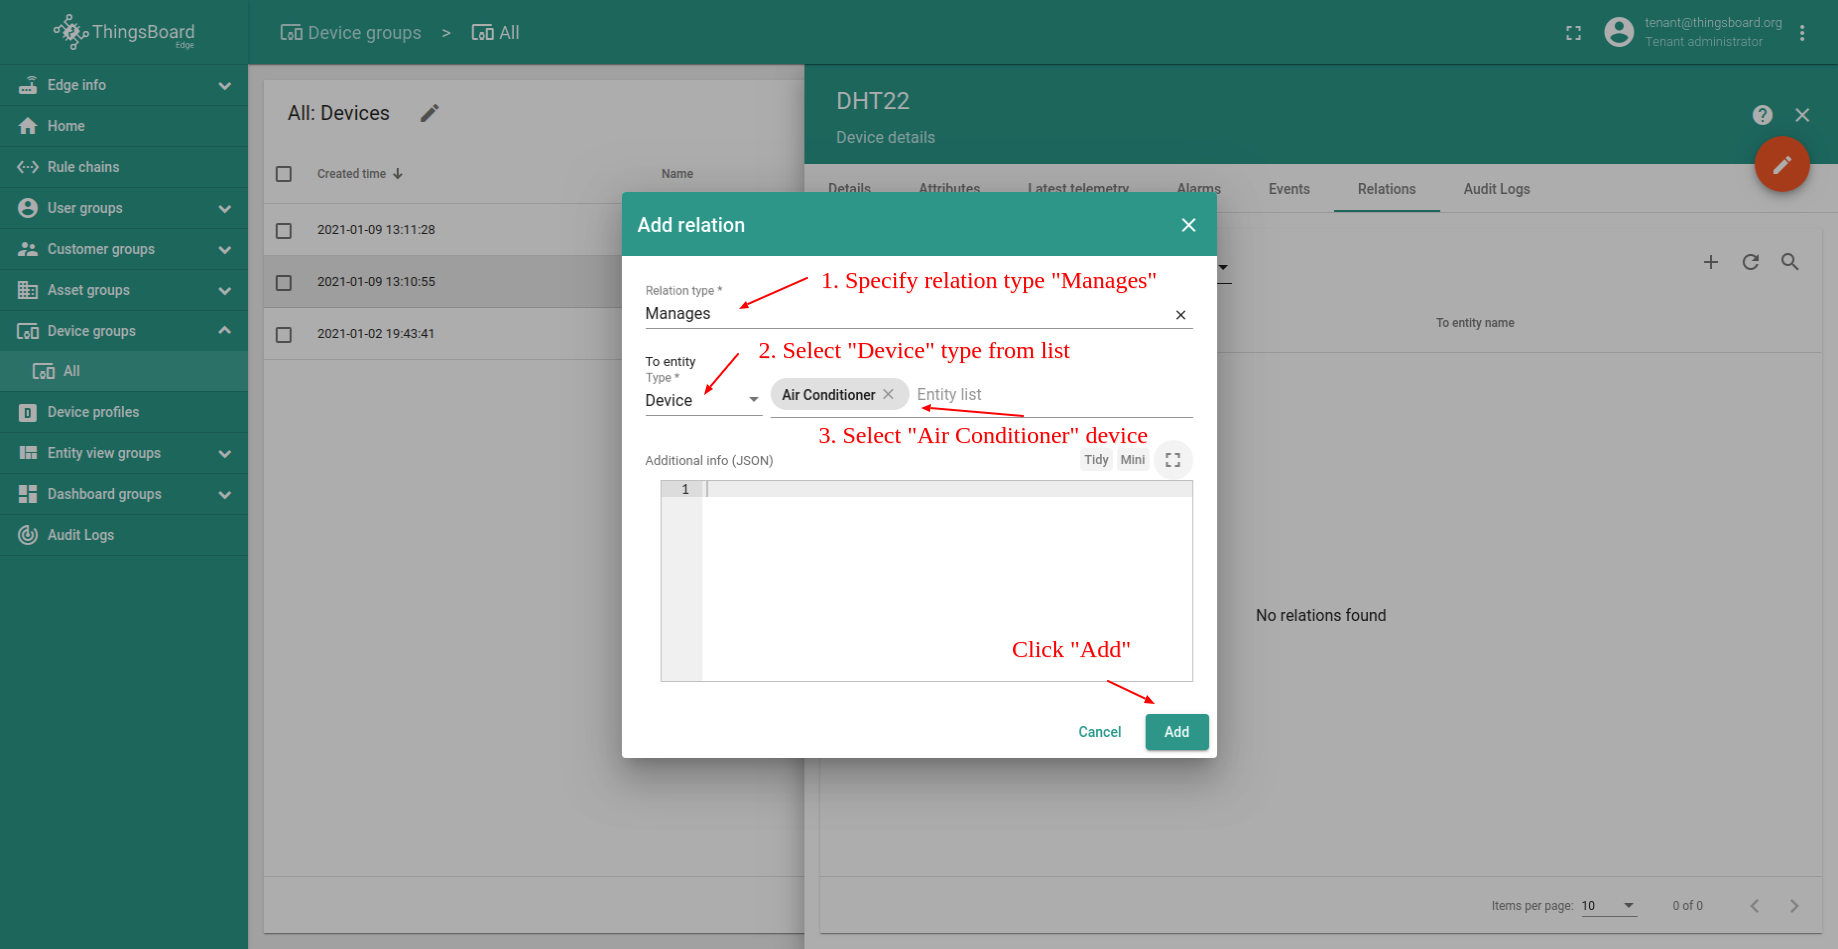 ThingsBoard
Edge
Device groups > All
tenant@thingsboard.org
Tenant administrator
Edge info
Home
Rule chains
User groups
Customer groups
Asset groups
Device groups
All
Device profiles
Entity view groups
Dashboard groups
Audit Logs
All: Devices
Created time Name
2021-01-09 13:11:28
2021-01-09 13:10:55
2021-01-02 19:43:41
DHT22
Device details
Details Attributes Latest telemetry Alarms Events Relations Audit Logs
To entity name
No relations found
Items per page: 10 0 of 0
Add relation
1. Specify relation type "Manages"
Relation type *
Manages
2. Select "Device" type from list
To entity
Type *
Device Air Conditioner Entity list
3. Select "Air Conditioner" device
Additional info (JSON) Tidy Mini
1
Click "Add"
Cancel Add